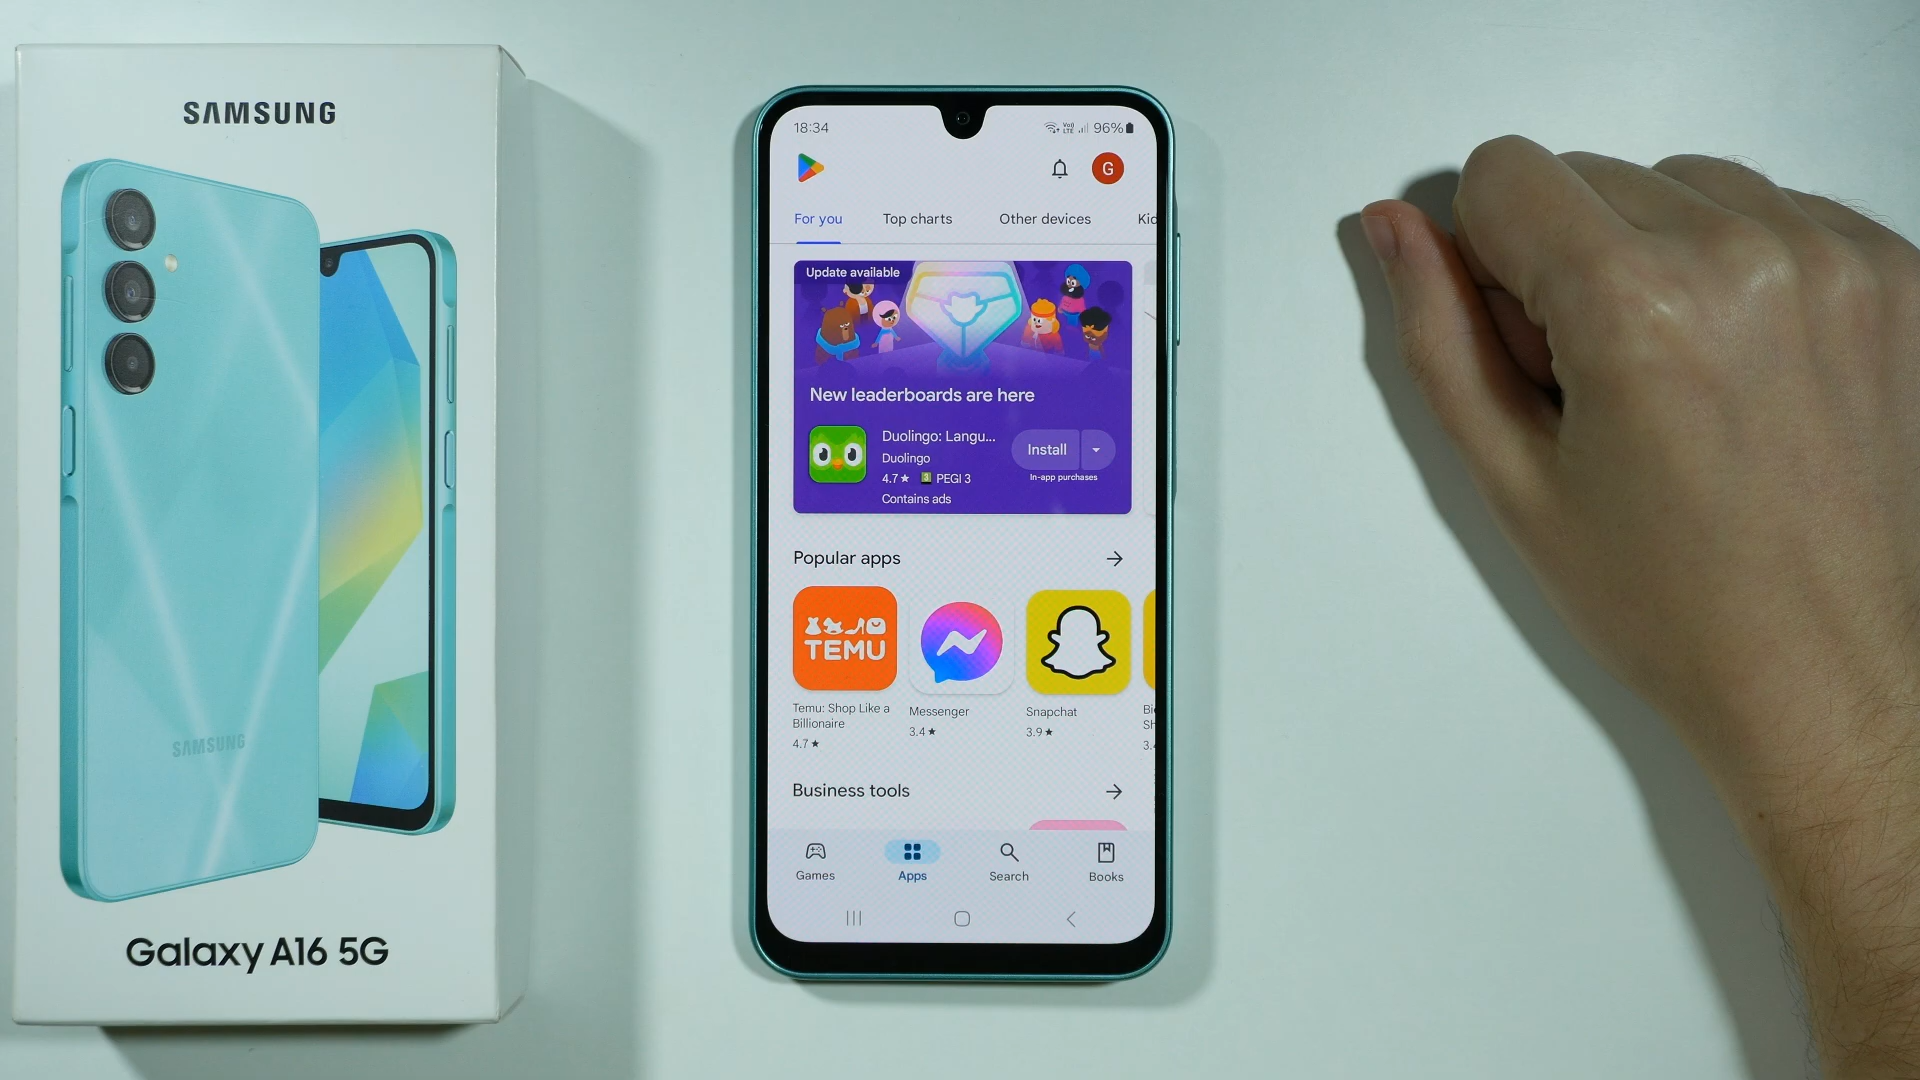 SAMSUNG
SAMSUNG
Galaxy A16 5G
18:34
96%
G
For you
Top charts
Other devices
Kid
Update available
New leaderboards are here
Duolingo: Langu...
Duolingo
4.7★
3
PEGI 3
Contains ads
Install
In-app purchases
Popular apps
TEMU
Temu: Shop Like a
Billionaire
4.7★
Messenger
3.4★
Snapchat
3.9★
Business tools
Games
Apps
Search
Books